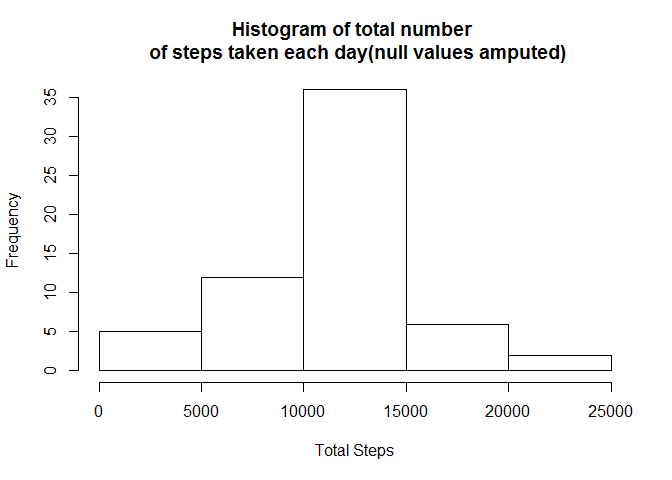 Histogram of total number
of steps taken each day(null values amputed)
Frequency
35
30
25
20
15
10
5
0
0 5000 10000 15000 20000 25000
Total Steps